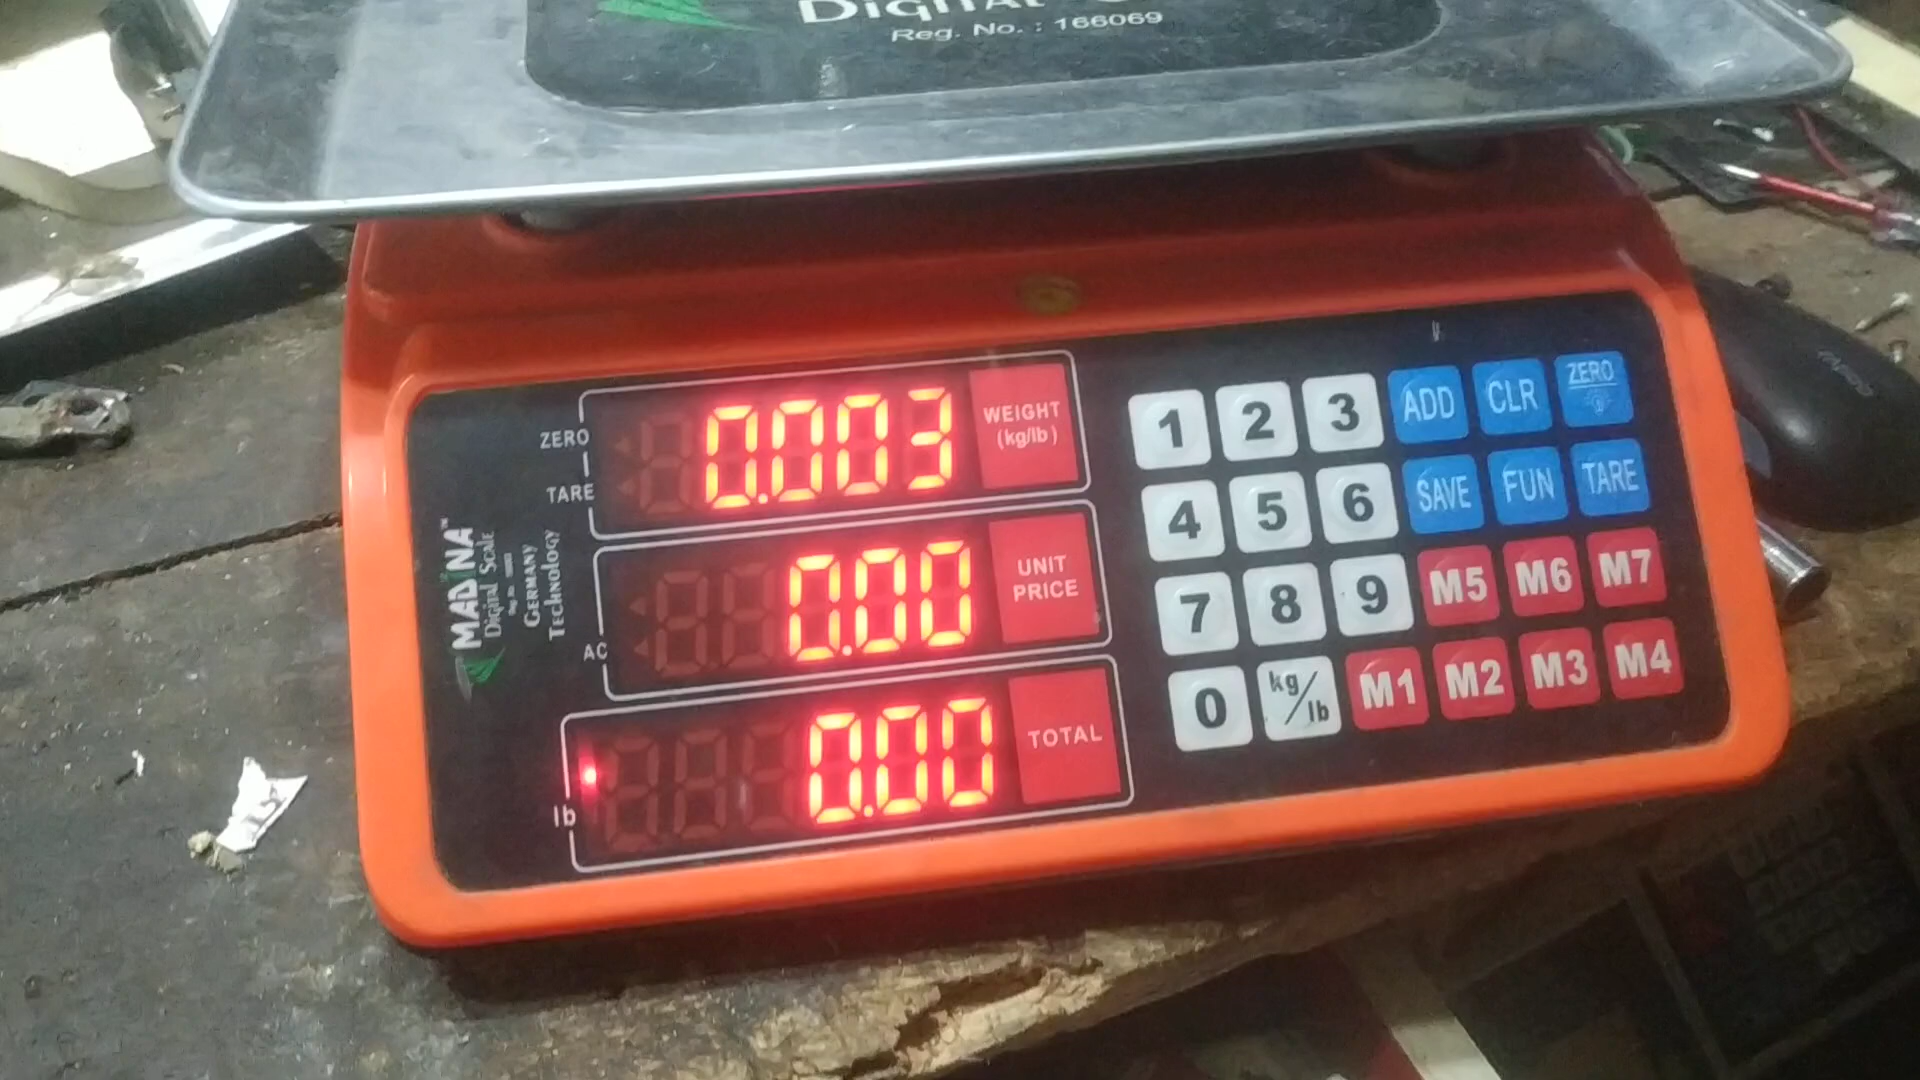 Digital
Reg. No. : 166069
ZERO
TARE
0.003
WEIGHT
(kg/lb)
MADINA™
Digital Scale
GERMANY
TECHNOLOGY
AC
0.00
UNIT
PRICE
lb
0.00
TOTAL
1 2 3 ADD CLR ZERO
4 5 6 SAVE FUN TARE
7 8 9 M5 M6 M7
0 kg/lb M1 M2 M3 M4